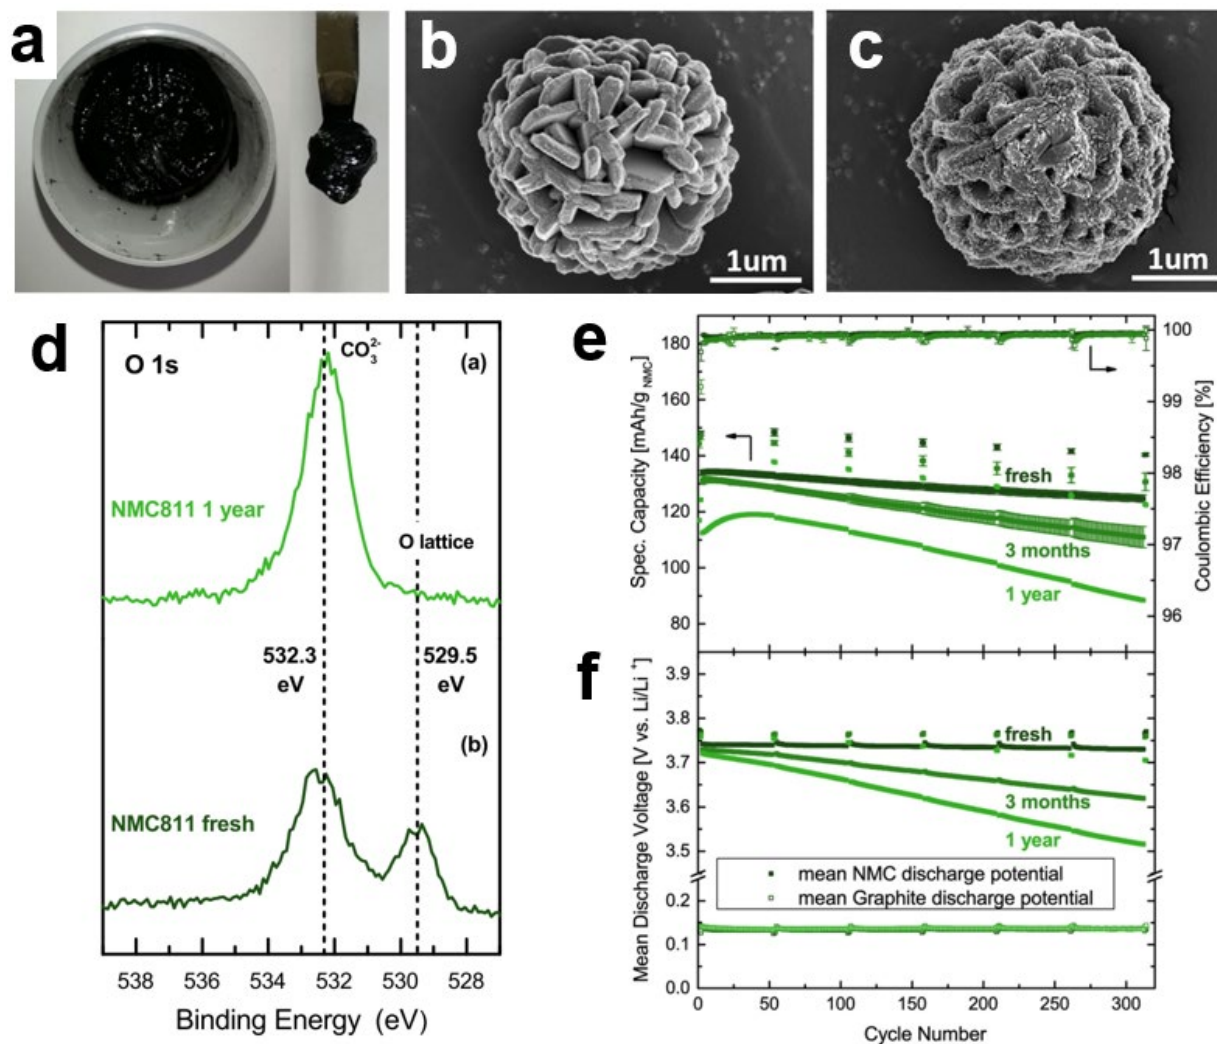 a
b
1um
c
1um
d
O 1s
(a)
CO₃²⁻
NMC811 1 year
O lattice
532.3 eV
529.5 eV
(b)
NMC811 fresh
538 536 534 532 530 528
Binding Energy (eV)
e
180
160
140
120
100
80
Spec. Capacity [mAh/g NMC]
100
99
98
97
96
Coulombic Efficiency [%]
fresh
3 months
1 year
f
3.9
3.8
3.7
3.6
3.5
0.2
0.1
0.0
Mean Discharge Voltage [V vs. Li/Li⁺]
fresh
3 months
1 year
mean NMC discharge potential
mean Graphite discharge potential
0 50 100 150 200 250 300
Cycle Number